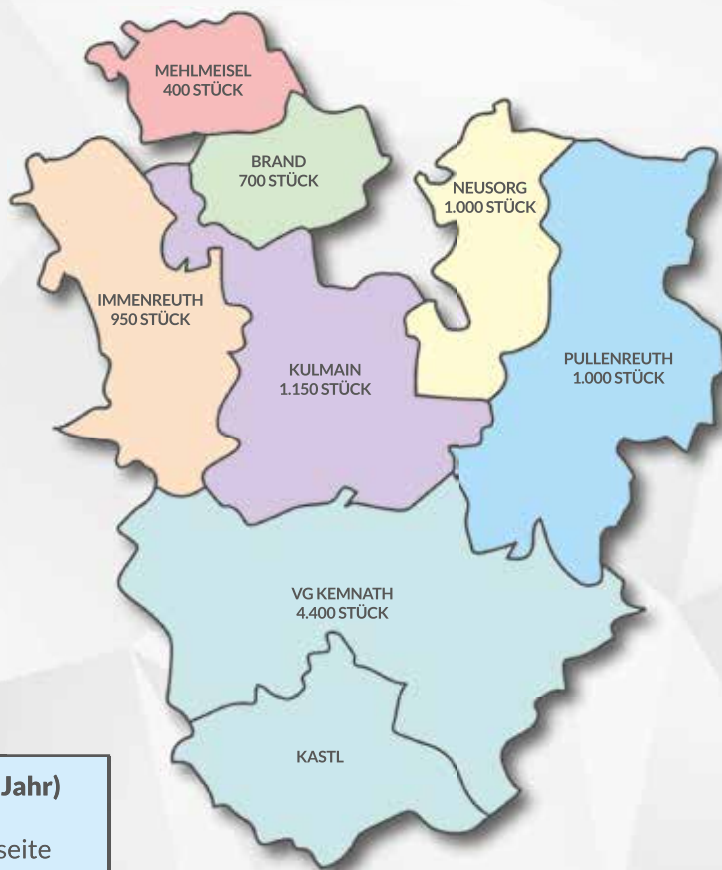 MEHLMEISEL
400 STÜCK
BRAND
700 STÜCK
NEUSORG
1.000 STÜCK
IMMENREUTH
950 STÜCK
KULMAIN
1.150 STÜCK
PULLENREUTH
1.000 STÜCK
VG KEMNATH
4.400 STÜCK
KASTL
Jahr)
seite